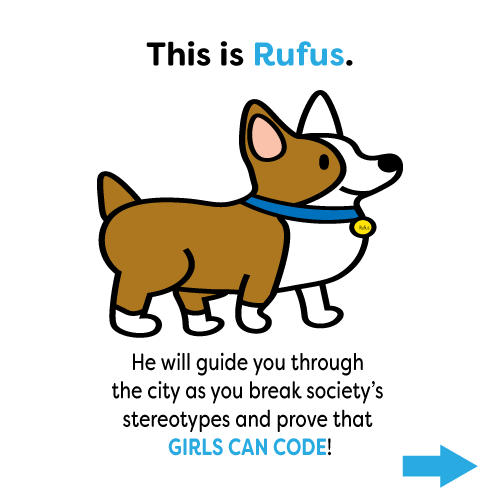 This is Rufus.
Rufus
He will guide you through
the city as you break society's
stereotypes and prove that
GIRLS CAN CODE!